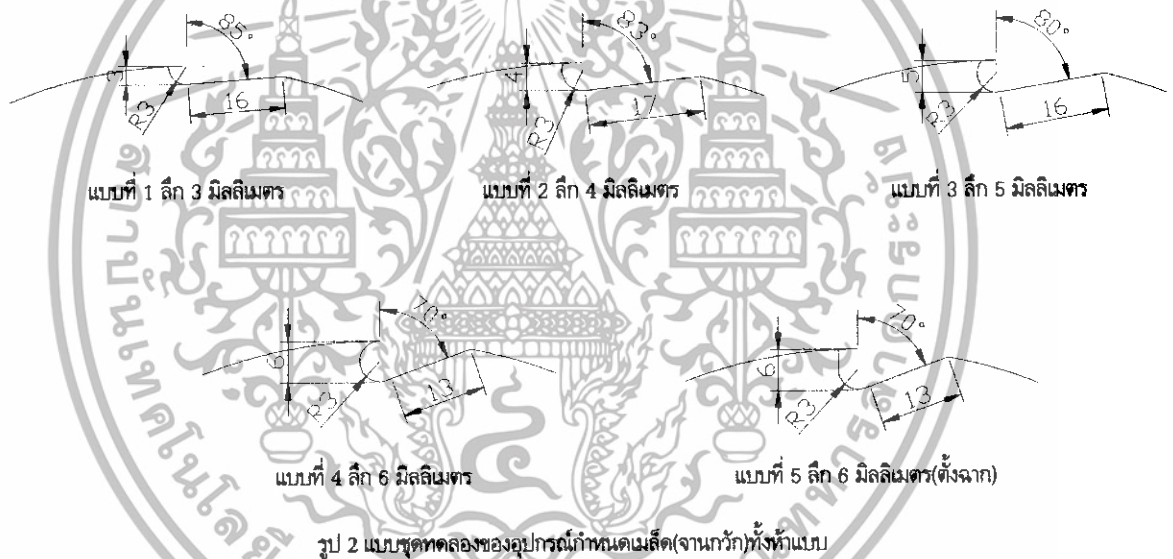 85°
3
R3
16
แบบที่ 1 ลึก 3 มิลลิเมตร
83°
4
R3
17
แบบที่ 2 ลึก 4 มิลลิเมตร
80°
5
R3
16
แบบที่ 3 ลึก 5 มิลลิเมตร
70°
6
R3
13
แบบที่ 4 ลึก 6 มิลลิเมตร
70°
6
R3
13
แบบที่ 5 ลึก 6 มิลลิเมตร(ตั้งฉาก)
รูป 2 แบบชุดทดลองของอุปกรณ์กำหนดเมล็ด(จานกวัก)ทั้งห้าแบบ